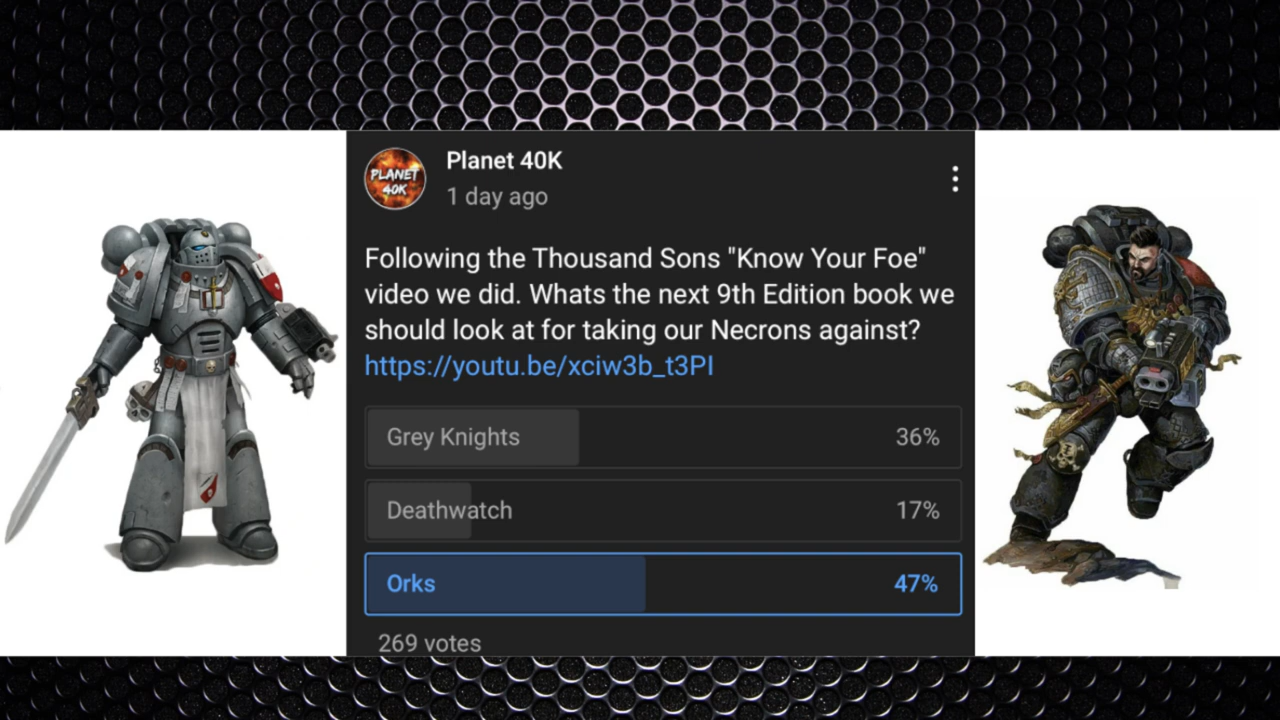 PLANET
40K
Planet 40K
1 day ago
Following the Thousand Sons "Know Your Foe"
video we did. Whats the next 9th Edition book we
should look at for taking our Necrons against?
https://youtu.be/xciw3b_t3PI
Grey Knights 36%
Deathwatch 17%
Orks 47%
269 votes